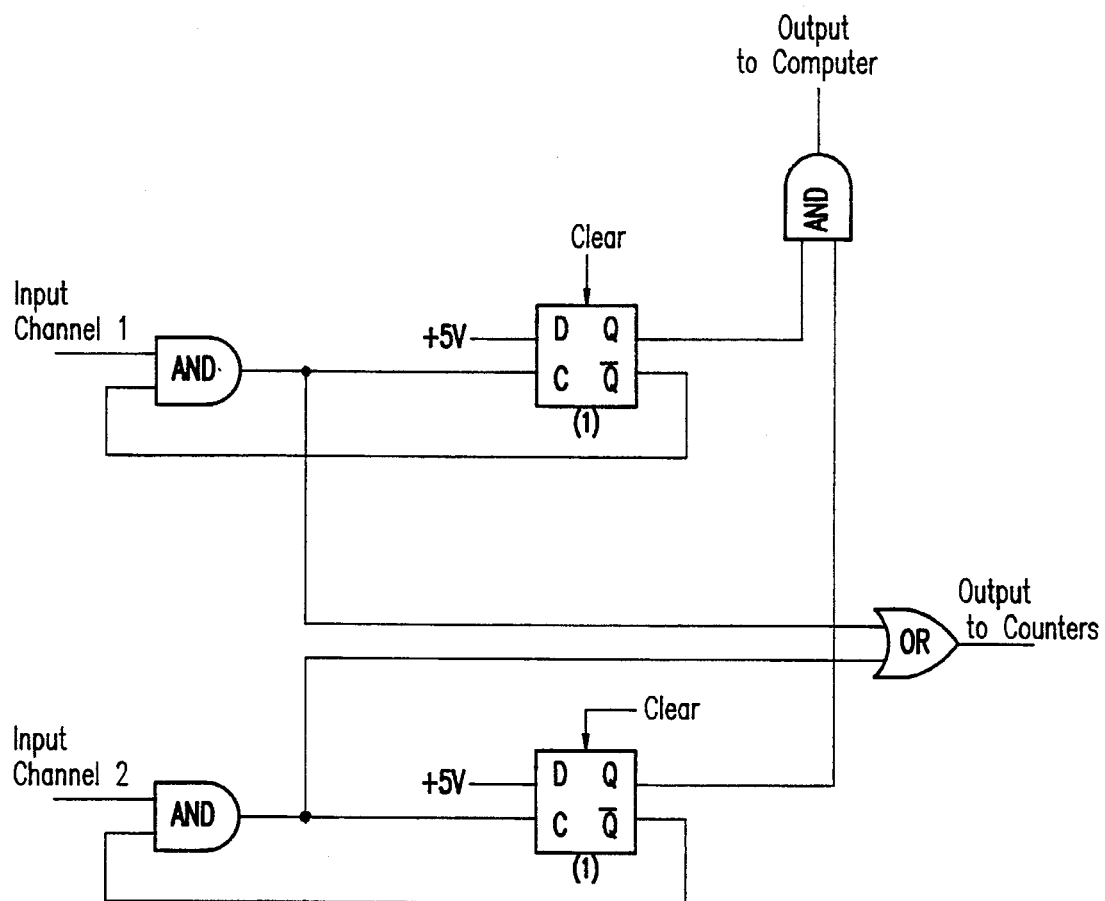 Output
to Computer
AND
Clear
Input
Channel 1
AND
+5V
D Q
C Q̅
(1)
Output
to Counters
OR
Clear
Input
Channel 2
AND
+5V
D Q
C Q̅
(1)